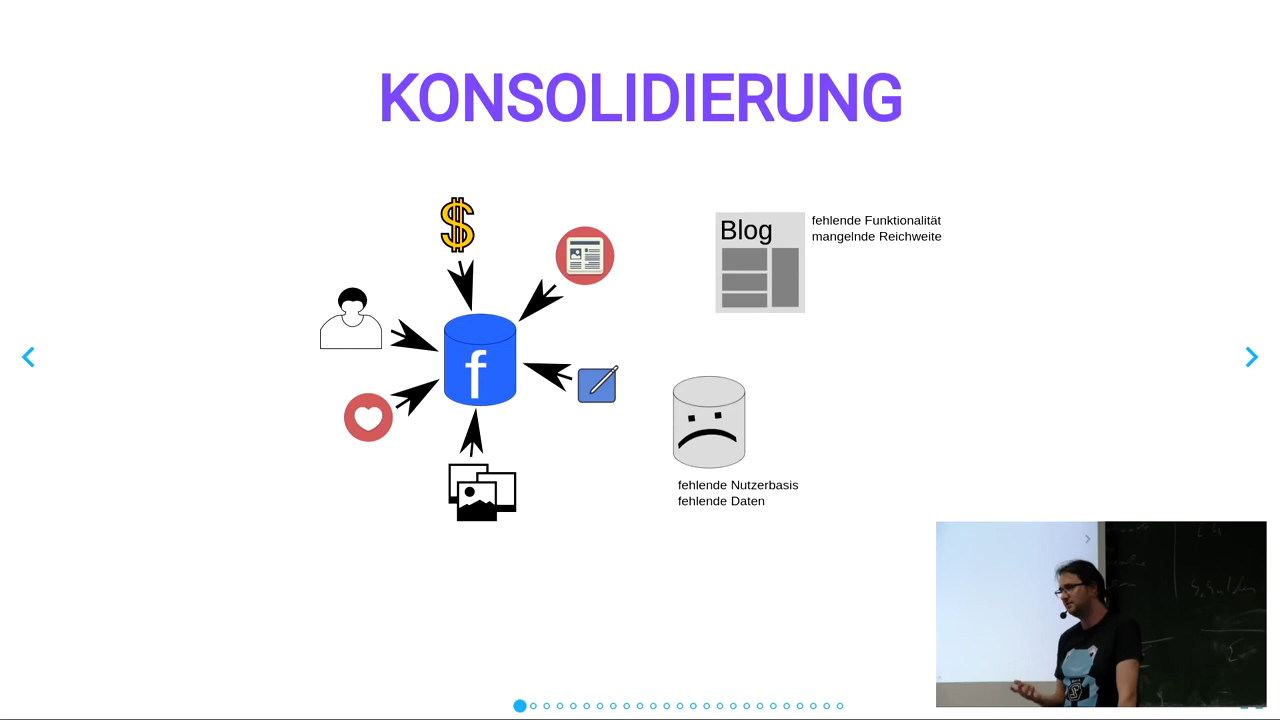 KONSOLIDIERUNG
Blog
fehlende Funktionalität
mangelnde Reichweite
f
fehlende Nutzerbasis
fehlende Daten